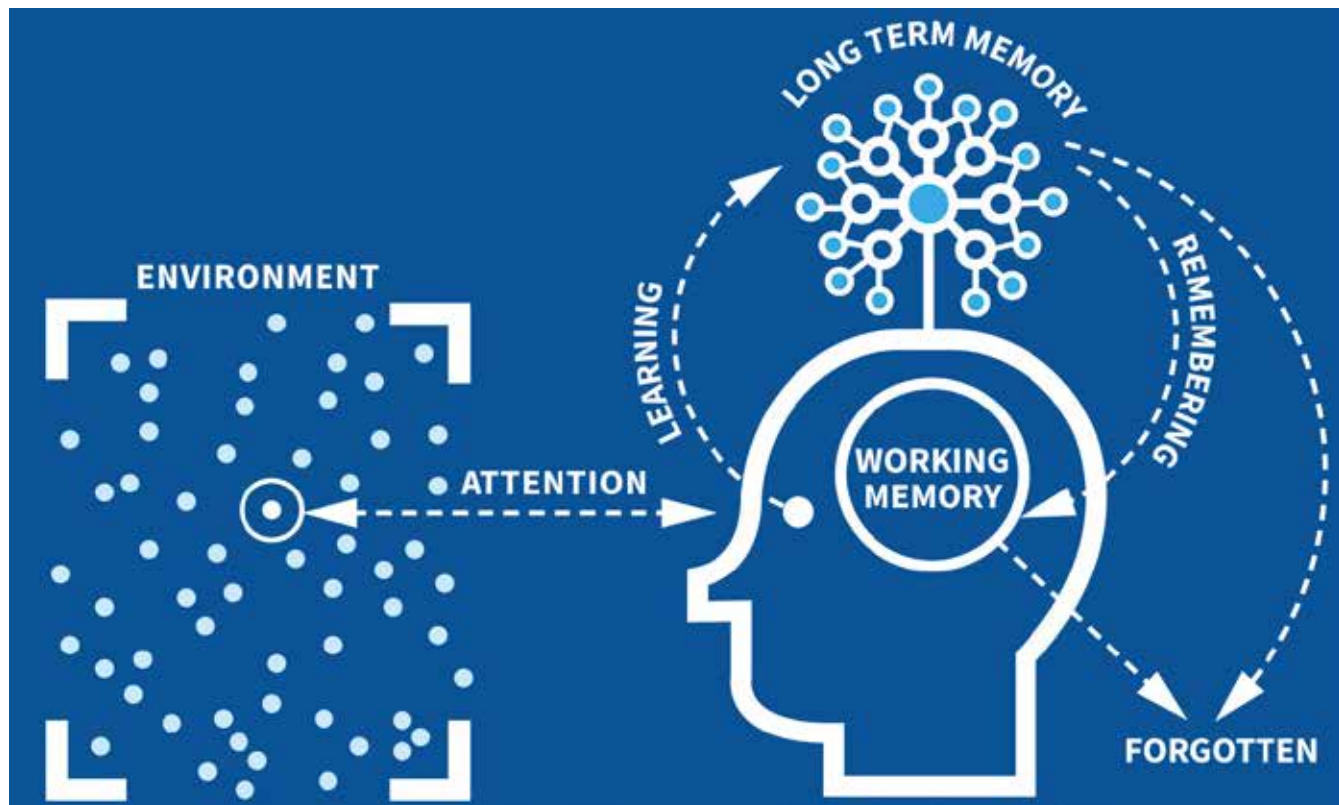 LONG TERM MEMORY
ENVIRONMENT
LEARNING
REMEMBERING
ATTENTION
WORKING
MEMORY
FORGOTTEN